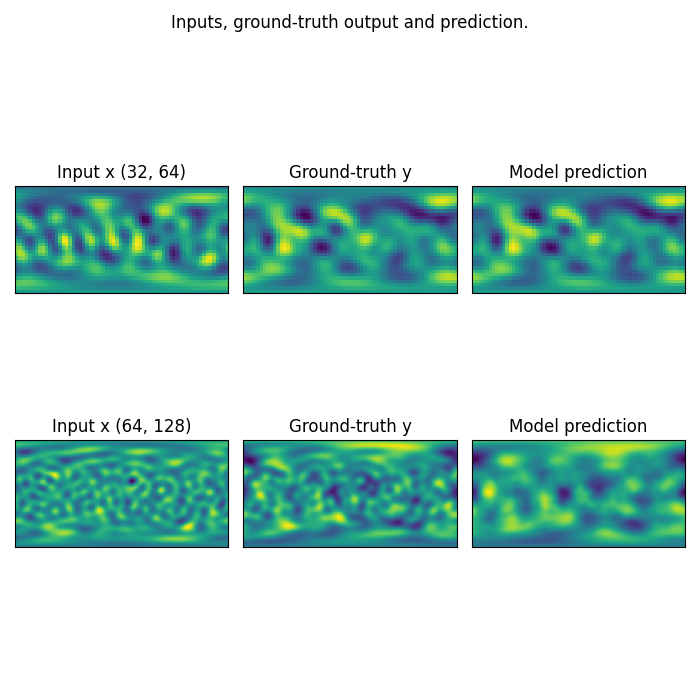 Inputs, ground-truth output and prediction.
Input x (32, 64)
Ground-truth y
Model prediction
Input x (64, 128)
Ground-truth y
Model prediction